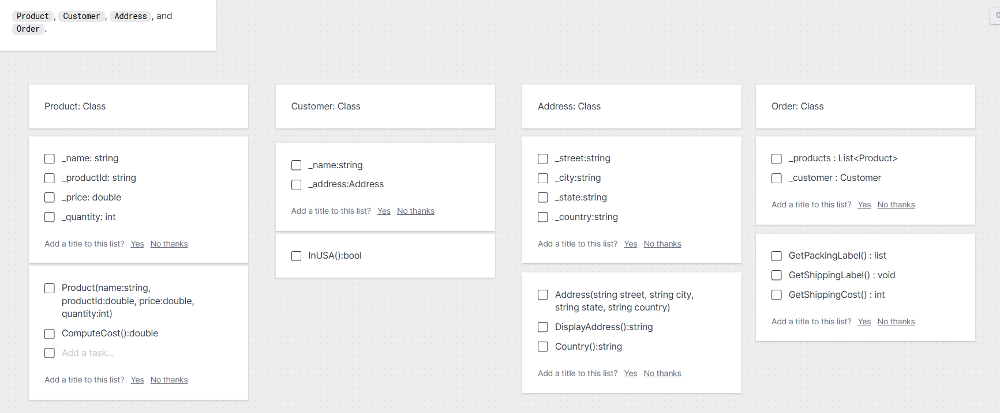 Product, Customer, Address, and
Order.
Product: Class
_name: string
_productId: string
_price: double
_quantity: int
Add a title to this list? Yes No thanks
Product(name:string,
productId:double, price:double,
quantity:int)
ComputeCost():double
Add a task...
Add a title to this list? Yes No thanks
Customer: Class
_name:string
_address:Address
Add a title to this list? Yes No thanks
InUSA():bool
Address: Class
_street:string
_city:string
_state:string
_country:string
Add a title to this list? Yes No thanks
Address(string street, string city,
string state, string country)
DisplayAddress():string
Country():string
Add a title to this list? Yes No thanks
Order: Class
_products : List<Product>
_customer : Customer
Add a title to this list? Yes No thanks
GetPackingLabel() : list
GetShippingLabel() : void
GetShippingCost() : int
Add a title to this list? Yes No thanks